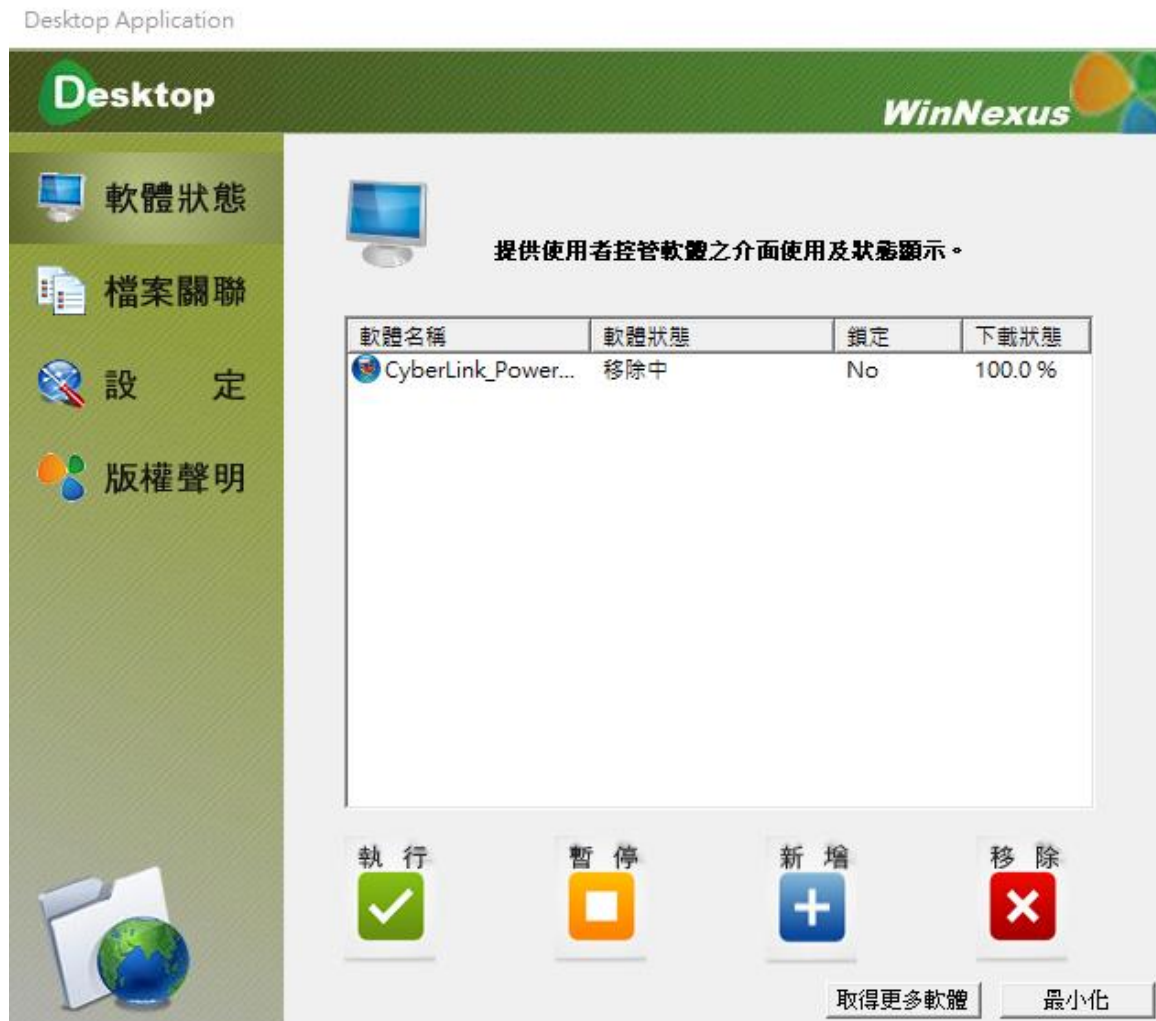 Desktop Application
Desktop
WinNexus
軟體狀態
檔案關聯
設 定
版權聲明
提供使用者控管軟體之介面使用及狀態顯示。
軟體名稱 軟體狀態 鎖定 下載狀態
CyberLink_Power... 移除中 No 100.0 %
執 行 暫 停 新 增 移 除
取得更多軟體 最小化